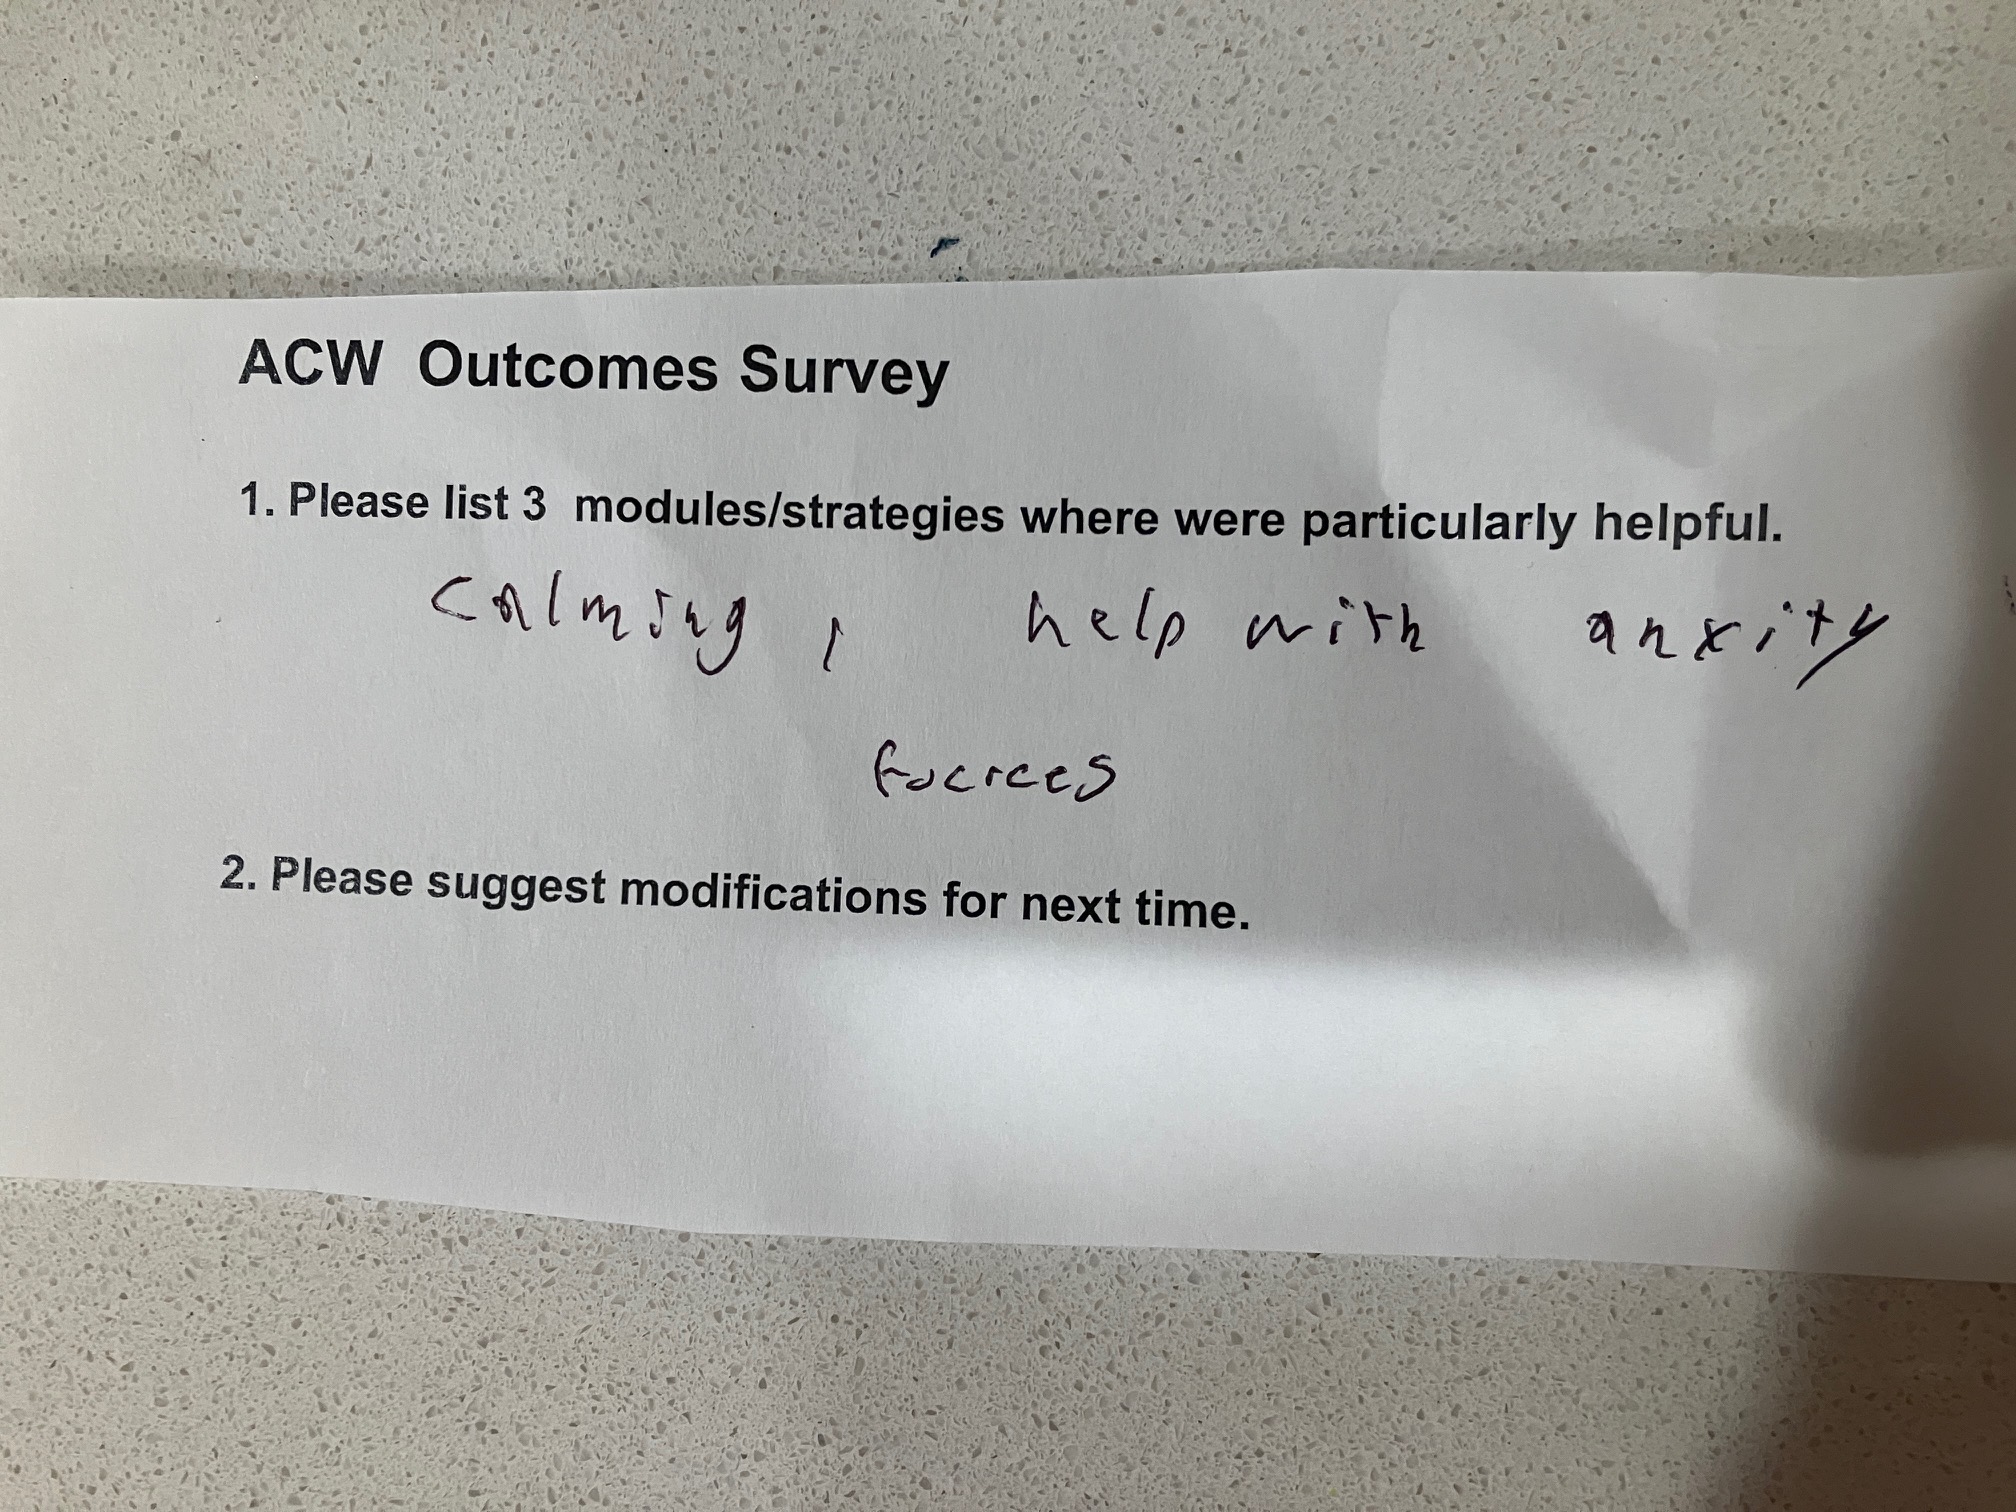 ACW Outcomes Survey
1. Please list 3 modules/strategies where were particularly helpful.
calming, help with anxity
focrees
2. Please suggest modifications for next time.